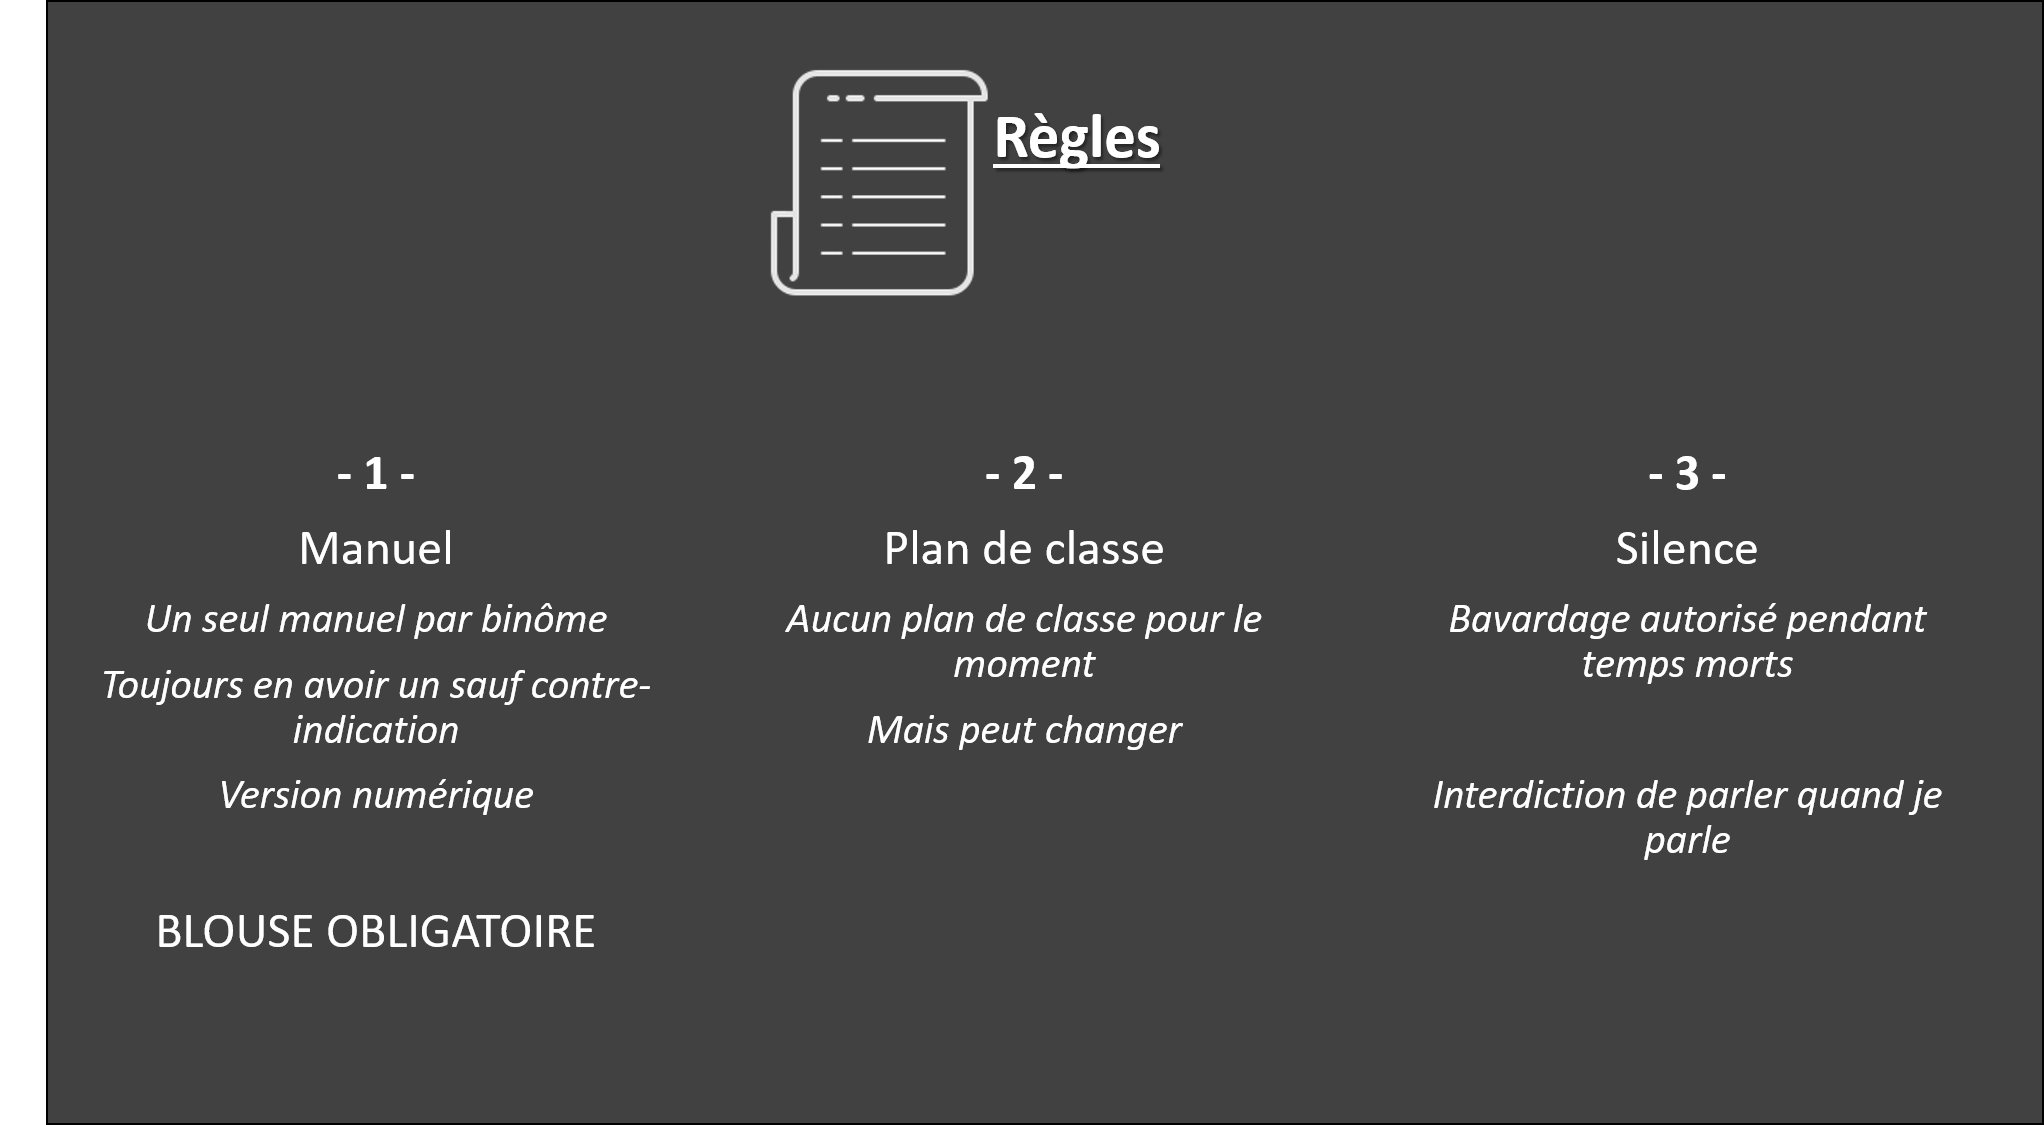 Règles
- 1 -
Manuel
Un seul manuel par binôme
Toujours en avoir un sauf contre-
indication
Version numérique
BLOUSE OBLIGATOIRE
- 2 -
Plan de classe
Aucun plan de classe pour le
moment
Mais peut changer
- 3 -
Silence
Bavardage autorisé pendant
temps morts
Interdiction de parler quand je
parle